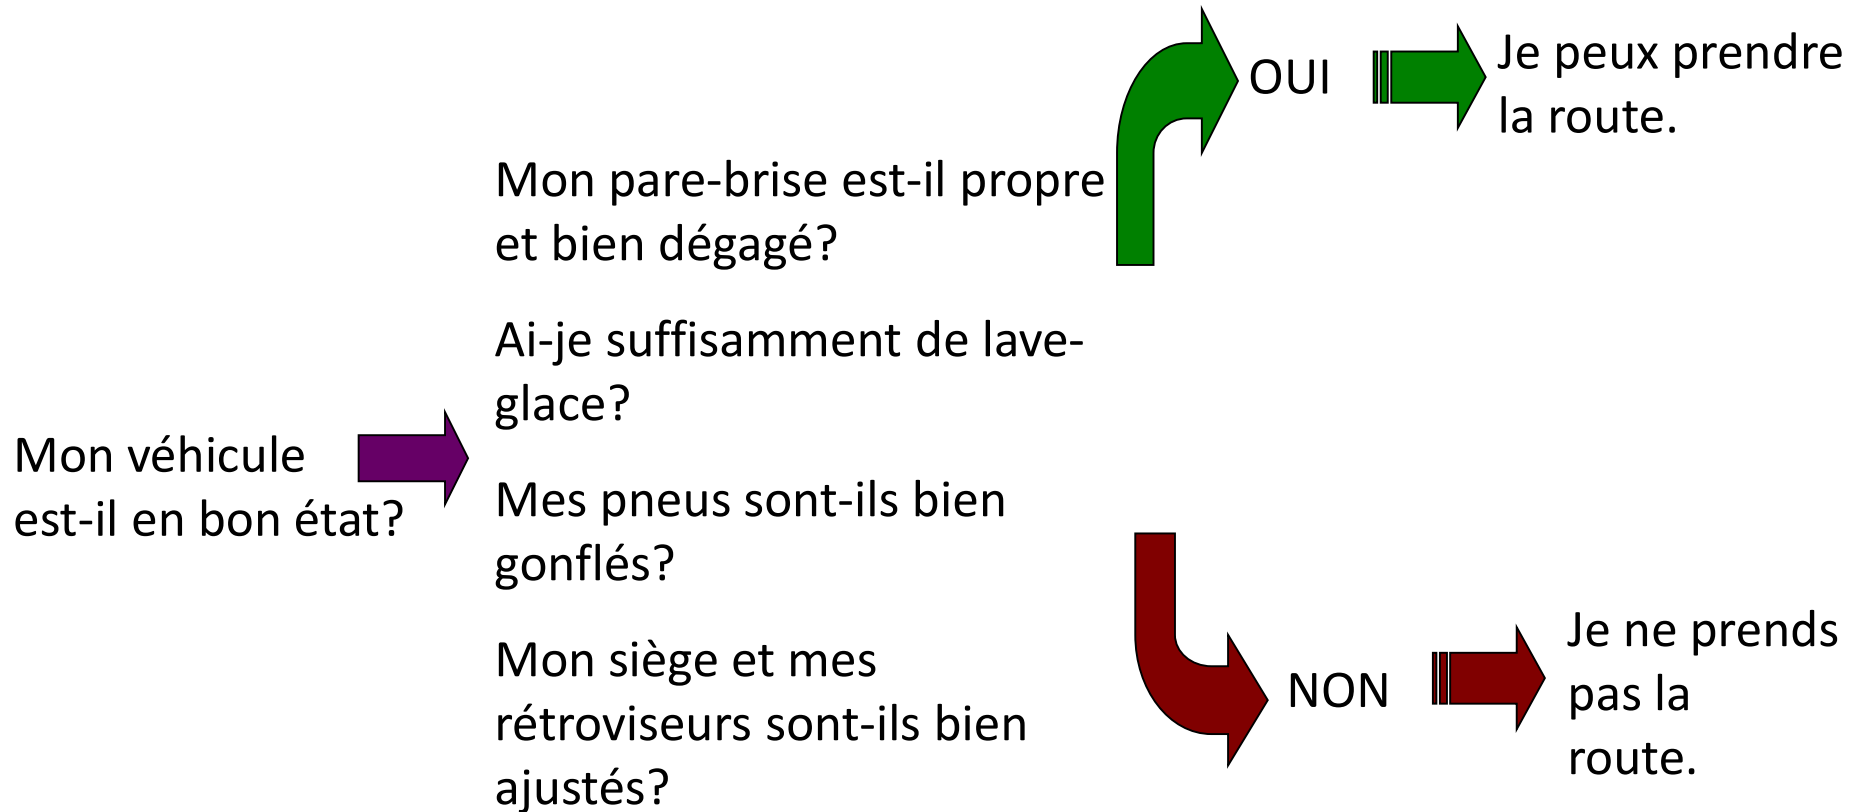 Mon véhicule
est-il en bon état?
Mon pare-brise est-il propre
et bien dégagé?
Ai-je suffisamment de lave-
glace?
Mes pneus sont-ils bien
gonflés?
Mon siège et mes
rétroviseurs sont-ils bien
ajustés?
OUI
Je peux prendre
la route.
NON
Je ne prends
pas la
route.